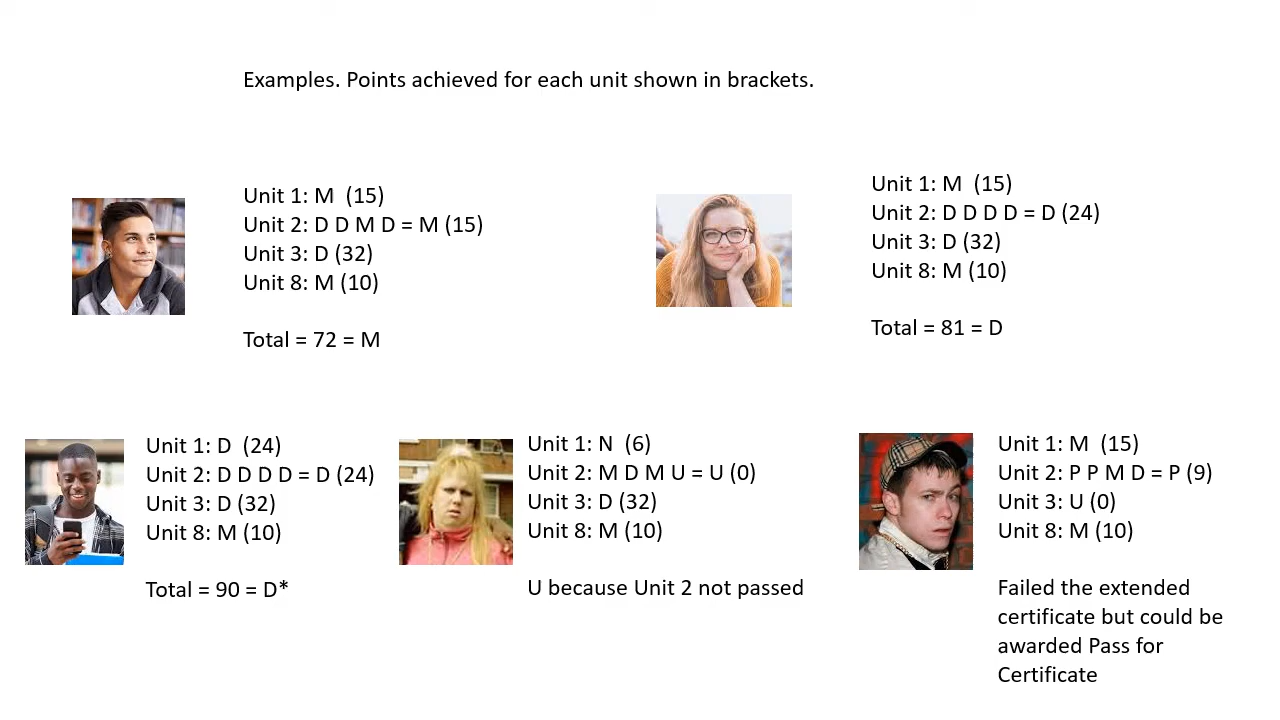 Examples. Points achieved for each unit shown in brackets.
Unit 1: M  (15)
Unit 2: D D M D = M (15)
Unit 3: D (32)
Unit 8: M (10)
Total = 72 = M
Unit 1: M  (15)
Unit 2: D D D D = D (24)
Unit 3: D (32)
Unit 8: M (10)
Total = 81 = D
Unit 1: D  (24)
Unit 2: D D D D = D (24)
Unit 3: D (32)
Unit 8: M (10)
Total = 90 = D*
Unit 1: N  (6)
Unit 2: M D M U = U (0)
Unit 3: D (32)
Unit 8: M (10)
U because Unit 2 not passed
Unit 1: M  (15)
Unit 2: P P M D = P (9)
Unit 3: U (0)
Unit 8: M (10)
Failed the extended
certificate but could be
awarded Pass for
Certificate